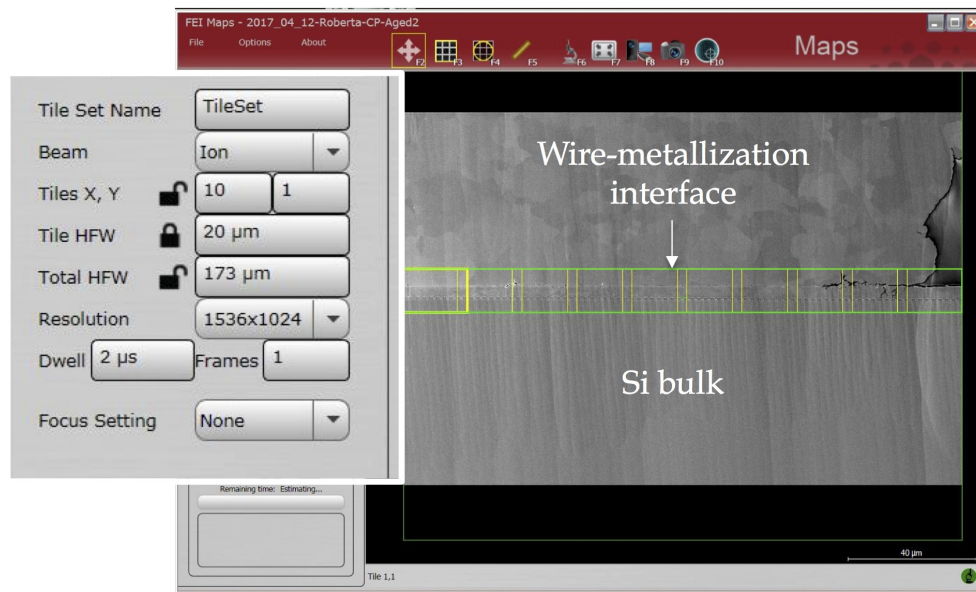 FEI Maps - 2017_04_12-Roberta-CP-Aged2
File Options About
F2 F3 F4 F5 F6 F7 F8 F9 F10
Maps
Tile Set Name TileSet
Beam Ion
Tiles X, Y 10 1
Tile HFW 20 µm
Total HFW 173 µm
Resolution 1536x1024
Dwell 2 µs Frames 1
Focus Setting None
Wire-metallization
interface
Si bulk
Remaining time: Estimating...
40 µm
Tile 1,1